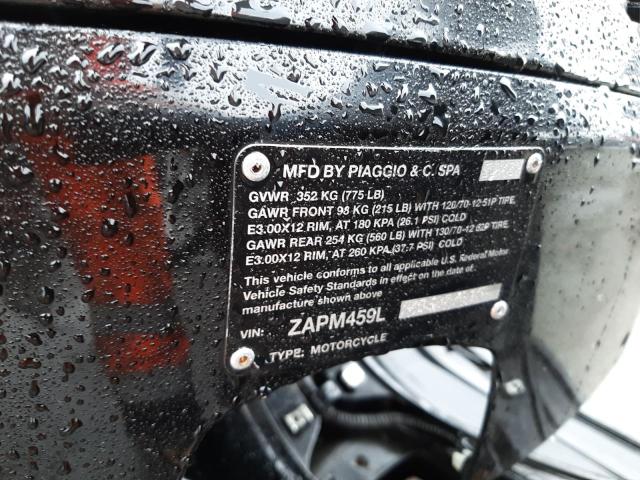 MFD BY PIAGGIO & C. SPA
GVWR 352 KG (775 LB)
GAWR FRONT 98 KG (215 LB) WITH 120/70-12 51P TIRE,
E3.00X12 RIM, AT 180 KPA (26.1 PSI) COLD
GAWR REAR 254 KG (560 LB) WITH 130/70-12 62P TIRE,
E3.00X12 RIM, AT 260 KPA (37.7 PSI) COLD
This vehicle conforms to all applicable U.S. Federal Motor
Vehicle Safety Standards in effect on the date of
manufacture shown above
VIN: ZAPM459L
TYPE: MOTORCYCLE